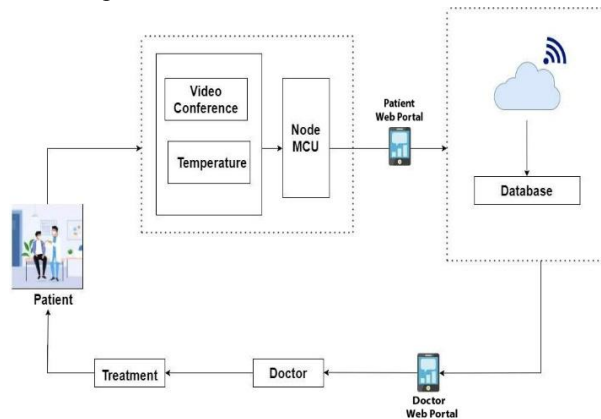 Video
Conference
Temperature
Node
MCU
Patient
Web Portal
Database
Patient
Treatment
Doctor
Doctor
Web Portal